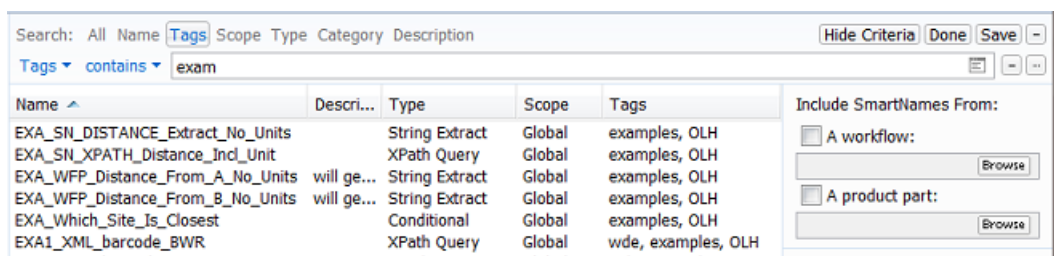 Search: All Name Tags Scope Type Category Description Hide Criteria Done Save –
Tags contains exam
Name Descri... Type Scope Tags Include SmartNames From:
EXA_SN_DISTANCE_Extract_No_Units String Extract Global examples, OLH
A workflow:
EXA_SN_XPATH_Distance_Incl_Unit XPath Query Global examples, OLH
EXA_WFP_Distance_From_A_No_Units will ge... String Extract Global examples, OLH Browse
EXA_WFP_Distance_From_B_No_Units will ge... String Extract Global examples, OLH A product part:
EXA_Which_Site_Is_Closest Conditional Global examples, OLH Browse
EXA1_XML_barcode_BWR XPath Query Global wde, examples, OLH